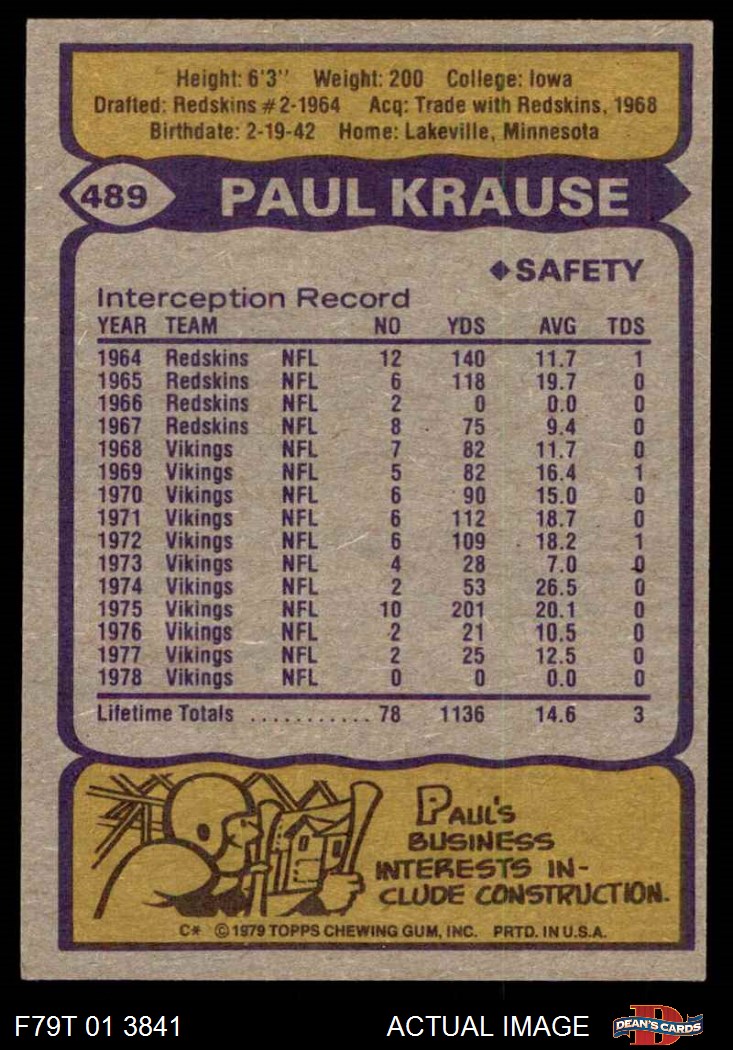 Height: 6'3'' Weight: 200 College: Iowa
Drafted: Redskins #2-1964 Acq: Trade with Redskins, 1968
Birthdate: 2-19-42 Home: Lakeville, Minnesota
489 PAUL KRAUSE
◆SAFETY
Interception Record
YEAR TEAM NO YDS AVG TDS
1964 Redskins NFL 12 140 11.7 1
1965 Redskins NFL 6 118 19.7 0
1966 Redskins NFL 2 0 0.0 0
1967 Redskins NFL 8 75 9.4 0
1968 Vikings NFL 7 82 11.7 0
1969 Vikings NFL 5 82 16.4 1
1970 Vikings NFL 6 90 15.0 0
1971 Vikings NFL 6 112 18.7 0
1972 Vikings NFL 6 109 18.2 1
1973 Vikings NFL 4 28 7.0 0
1974 Vikings NFL 2 53 26.5 0
1975 Vikings NFL 10 201 20.1 0
1976 Vikings NFL 2 21 10.5 0
1977 Vikings NFL 2 25 12.5 0
1978 Vikings NFL 0 0 0.0 0
Lifetime Totals ........... 78 1136 14.6 3
PAUL'S
BUSINESS
INTERESTS IN-
CLUDE CONSTRUCTION.
C* © 1979 TOPPS CHEWING GUM, INC. PRTD. IN U.S.A.
F79T 01 3841 ACTUAL IMAGE D DEAN'S CARDS